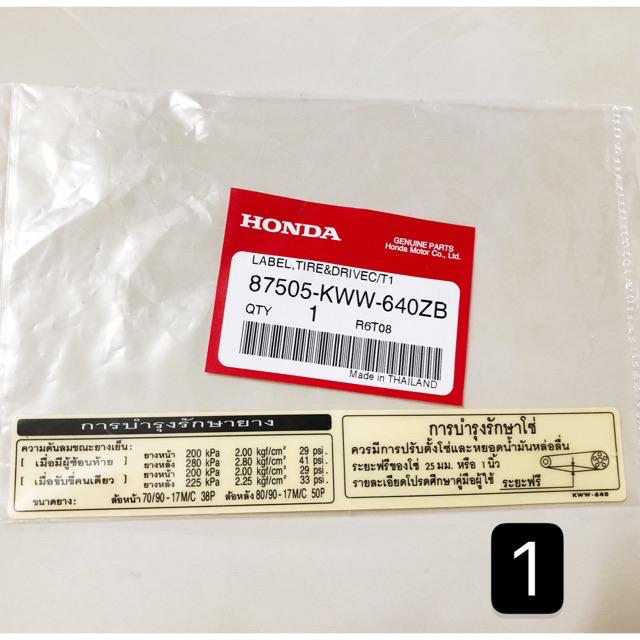 HONDA
GENUINE PARTS
Honda Motor Co., Ltd.
LABEL,TIRE&DRIVEC/T1
87505-KWW-640ZB
QTY 1 R6T08
Made in THAILAND
การบำรุงรักษายาง
ความดันลมขณะยางเย็น:
[ เมื่อมีผู้ซ้อนท้าย ] ยางหน้า 200 kPa 2.00 kgf/cm² 29 psi.
ยางหลัง 280 kPa 2.80 kgf/cm² 41 psi.
[ เมื่อขับขี่คนเดียว ] ยางหน้า 200 kPa 2.00 kgf/cm² 29 psi.
ยางหลัง 225 kPa 2.25 kgf/cm² 33 psi.
ขนาดยาง: ล้อหน้า 70/90-17M/C 38P ล้อหลัง 80/90-17M/C 50P
การบำรุงรักษาโซ่
ควรมีการปรับตั้งโซ่และหยอดน้ำมันหล่อลื่น
ระยะฟรีของโซ่ 25 มม. หรือ 1 นิ้ว
รายละเอียดโปรดศึกษาคู่มือผู้ใช้
ระยะฟรี
KWW-640
1